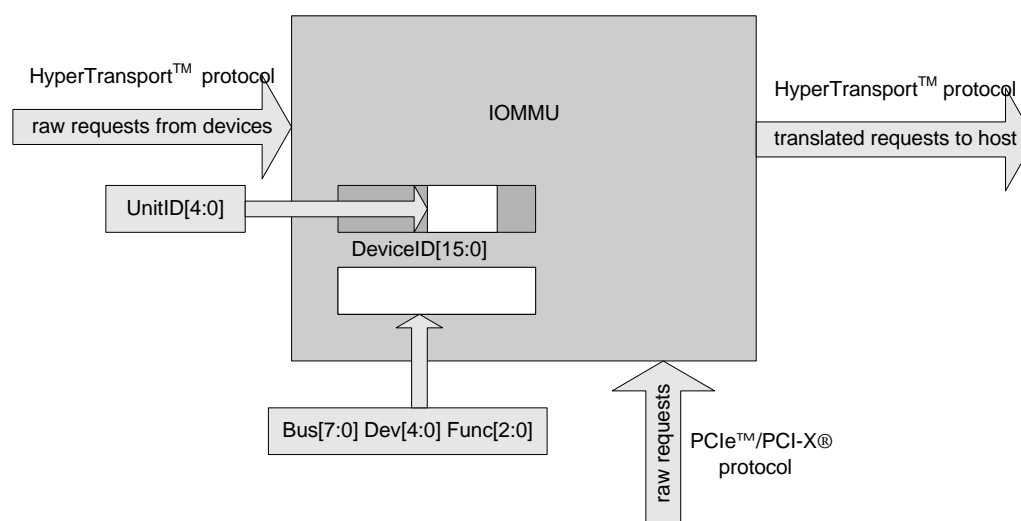 HyperTransport™ protocol
raw requests from devices
IOMMU
HyperTransport™ protocol
translated requests to host
UnitID[4:0]
DeviceID[15:0]
Bus[7:0] Dev[4:0] Func[2:0]
raw requests
PCIe™/PCI-X®
protocol